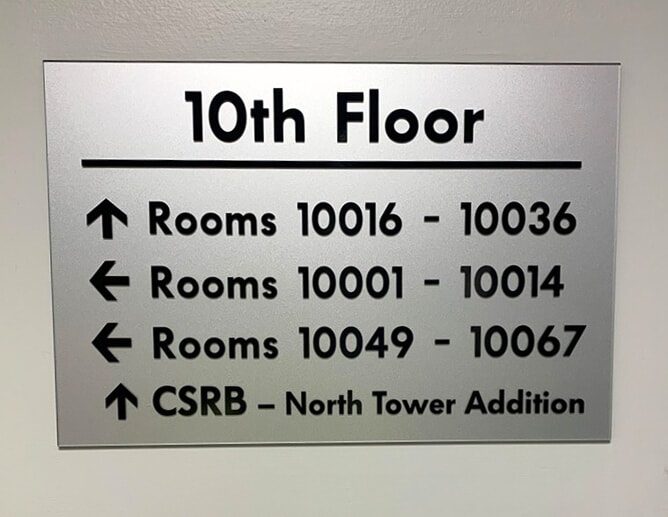 10th Floor
↑ Rooms 10016 - 10036
← Rooms 10001 - 10014
← Rooms 10049 - 10067
↑ CSRB – North Tower Addition